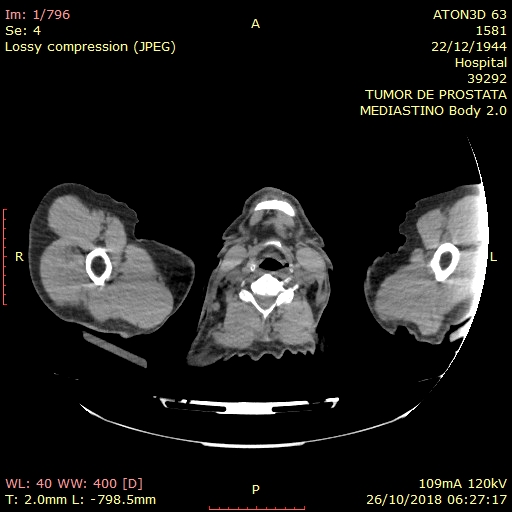 Im: 1/796
Se: 4
Lossy compression (JPEG)
A
ATON3D 63
1581
22/12/1944
Hospital
39292
TUMOR DE PROSTATA
MEDIASTINO Body 2.0
R
L
WL: 40 WW: 400 [D]
T: 2.0mm L: -798.5mm
P
109mA 120kV
26/10/2018 06:27:17